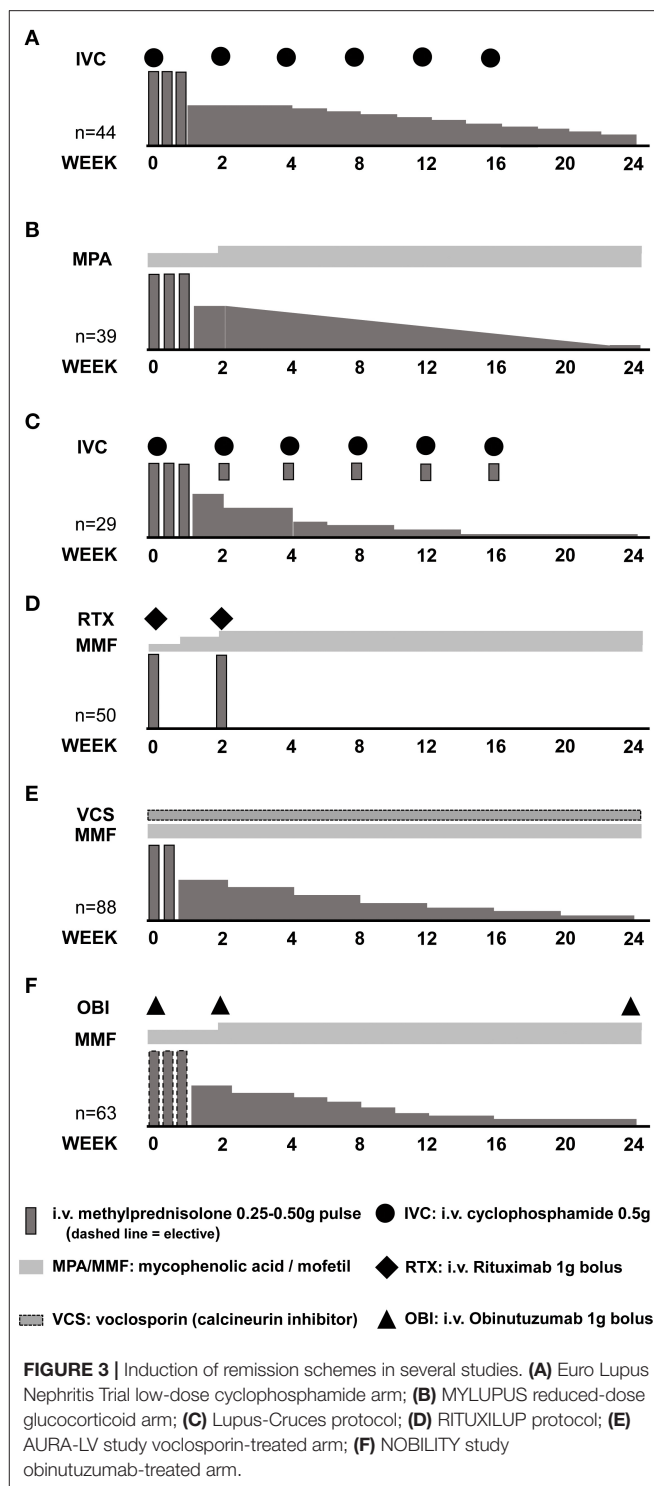 A
IVC
n=44
WEEK 0 2 4 8 12 16 20 24
B
MPA
n=39
WEEK 0 2 4 8 12 16 20 24
C
IVC
n=29
WEEK 0 2 4 8 12 16 20 24
D
RTX
MMF
n=50
WEEK 0 2 4 8 12 16 20 24
E
VCS
MMF
n=88
WEEK 0 2 4 8 12 16 20 24
F
OBI
MMF
n=63
WEEK 0 2 4 8 12 16 20 24
i.v. methylprednisolone 0.25-0.50g pulse
(dashed line = elective)
IVC: i.v. cyclophosphamide 0.5g
MPA/MMF: mycophenolic acid / mofetil
RTX: i.v. Rituximab 1g bolus
VCS: voclosporin (calcineurin inhibitor)
OBI: i.v. Obinutuzumab 1g bolus
FIGURE 3 | Induction of remission schemes in several studies. (A) Euro Lupus
Nephritis Trial low-dose cyclophosphamide arm; (B) MYLUPUS reduced-dose
glucocorticoid arm; (C) Lupus-Cruces protocol; (D) RITUXILUP protocol; (E)
AURA-LV study voclosporin-treated arm; (F) NOBILITY study
obinutuzumab-treated arm.